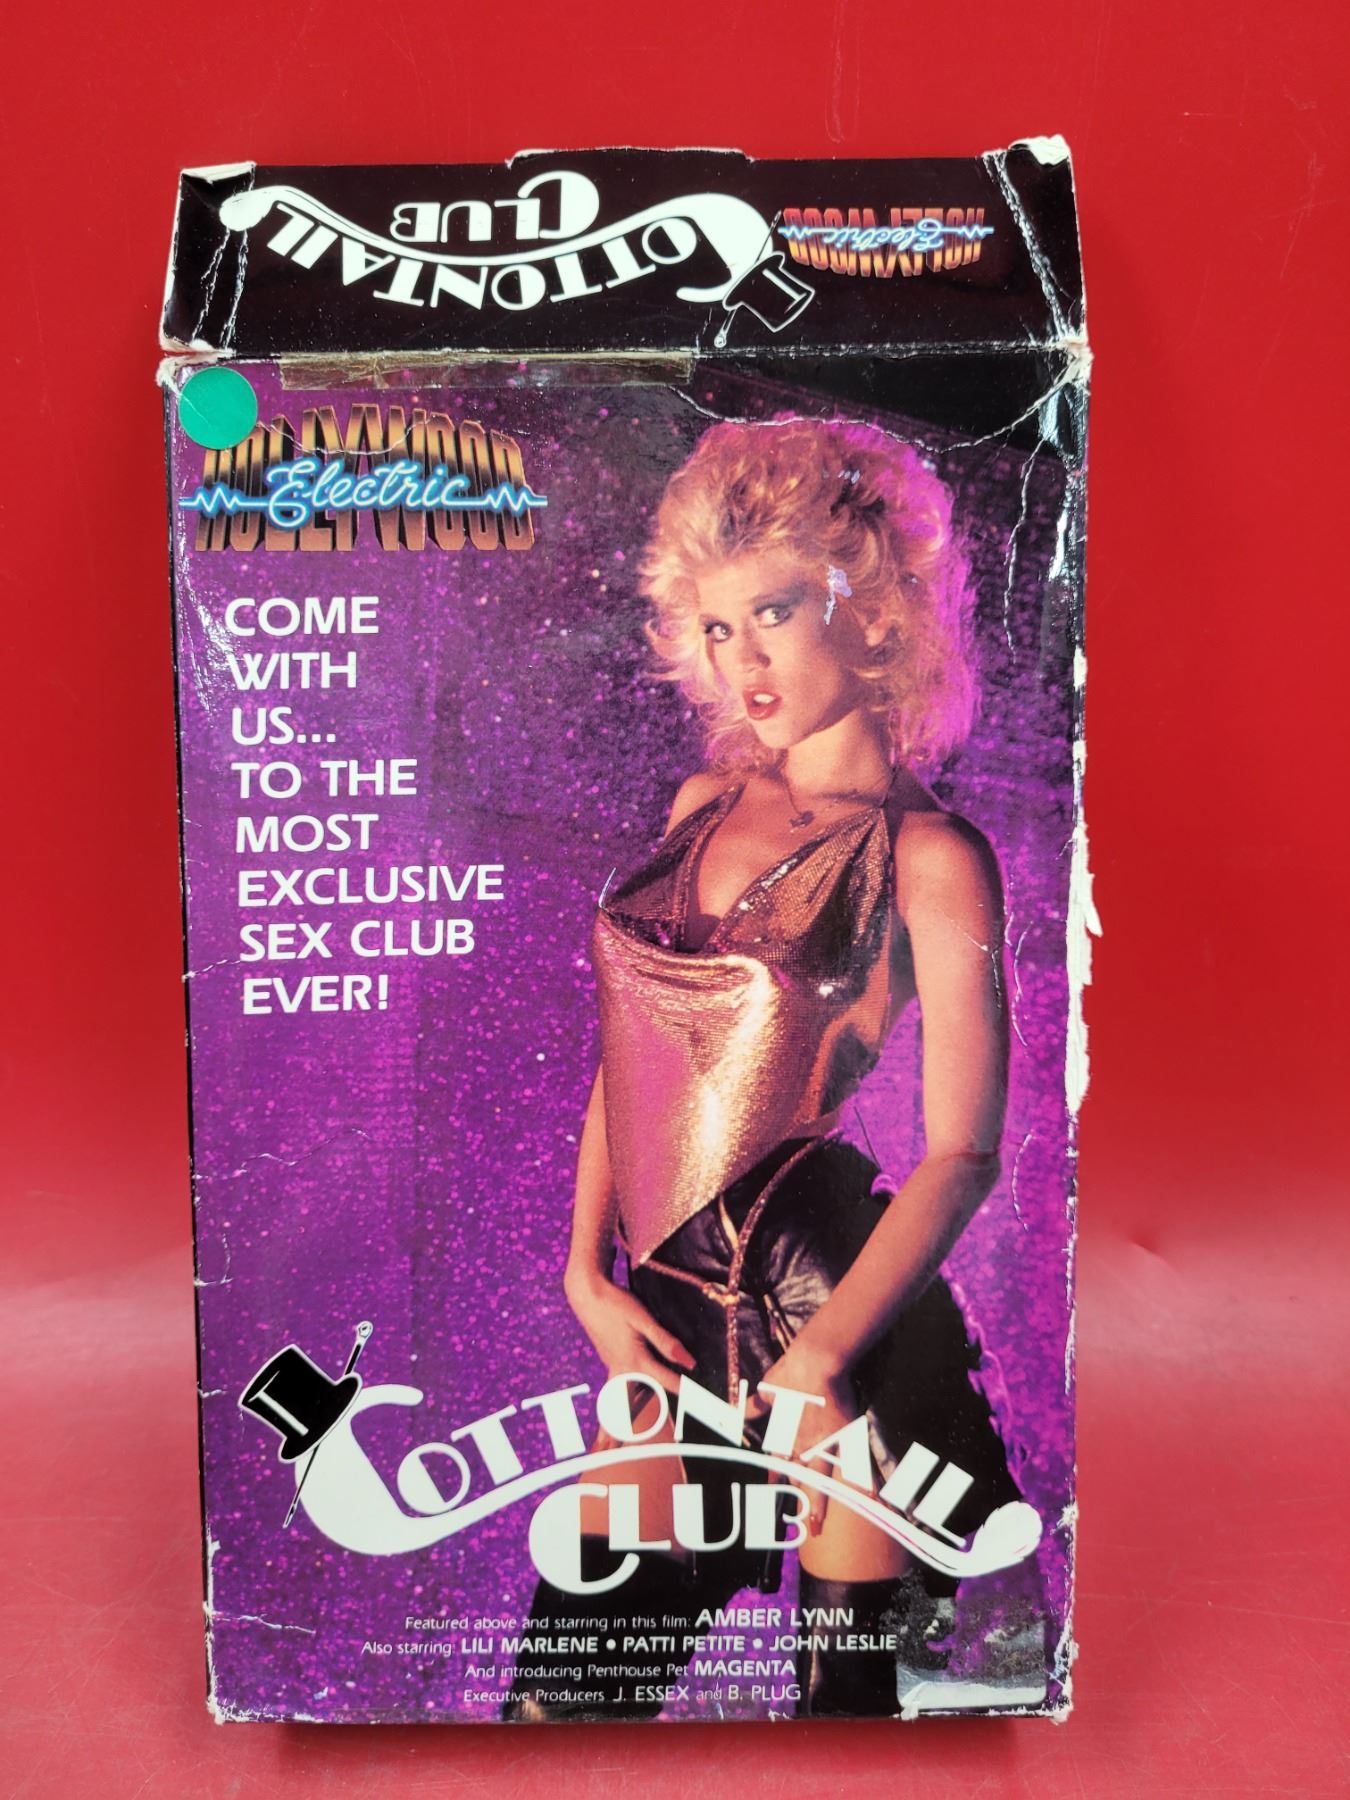 COTTONTAIL
CLUB
HOLLYWOOD
Electric
HOLLYWOOD
Electric
COME
WITH
US...
TO THE
MOST
EXCLUSIVE
SEX CLUB
EVER!
COTTONTAIL
CLUB
Featured above and starring in this film: AMBER LYNN
Also starring: LILI MARLENE • PATTI PETITE • JOHN LESLIE
And introducing Penthouse Pet MAGENTA
Executive Producers J. ESSEX and B. PLUG